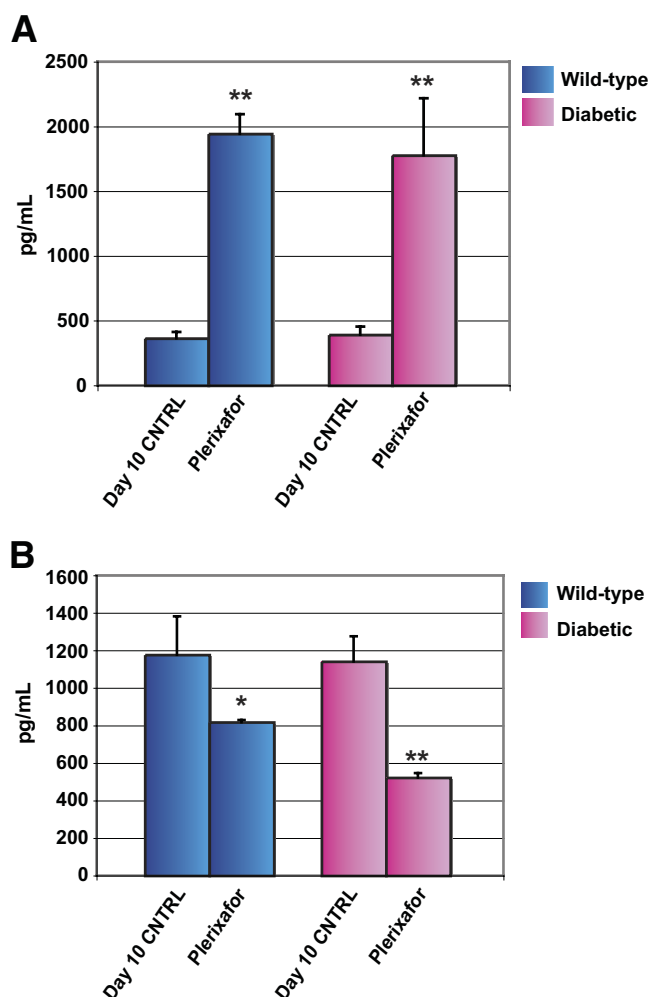 A
2500
2000
1500
1000
500
0
pg/mL
**
**
Wild-type
Diabetic
Day 10 CNTRL
Plerixafor
Day 10 CNTRL
Plerixafor
B
1600
1400
1200
1000
800
600
400
200
0
pg/mL
*
**
Wild-type
Diabetic
Day 10 CNTRL
Plerixafor
Day 10 CNTRL
Plerixafor